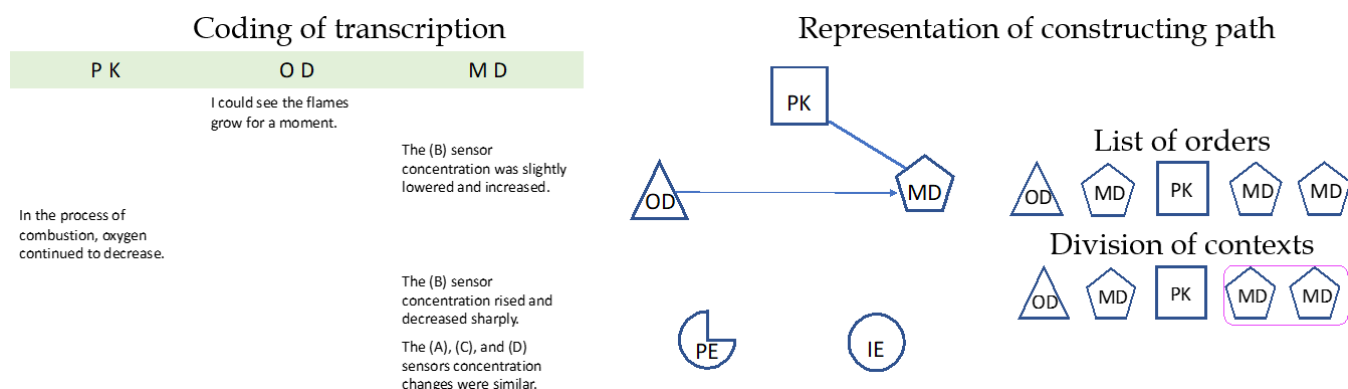 Coding of transcription
P K
O D
M D
I could see the flames
grow for a moment.
The (B) sensor
concentration was slightly
lowered and increased.
In the process of
combustion, oxygen
continued to decrease.
The (B) sensor
concentration rised and
decreased sharply.
The (A), (C), and (D)
sensors concentration
changes were similar.
Representation of constructing path
PK
OD
MD
PE
IE
List of orders
OD MD PK MD MD
Division of contexts
OD MD PK MD MD